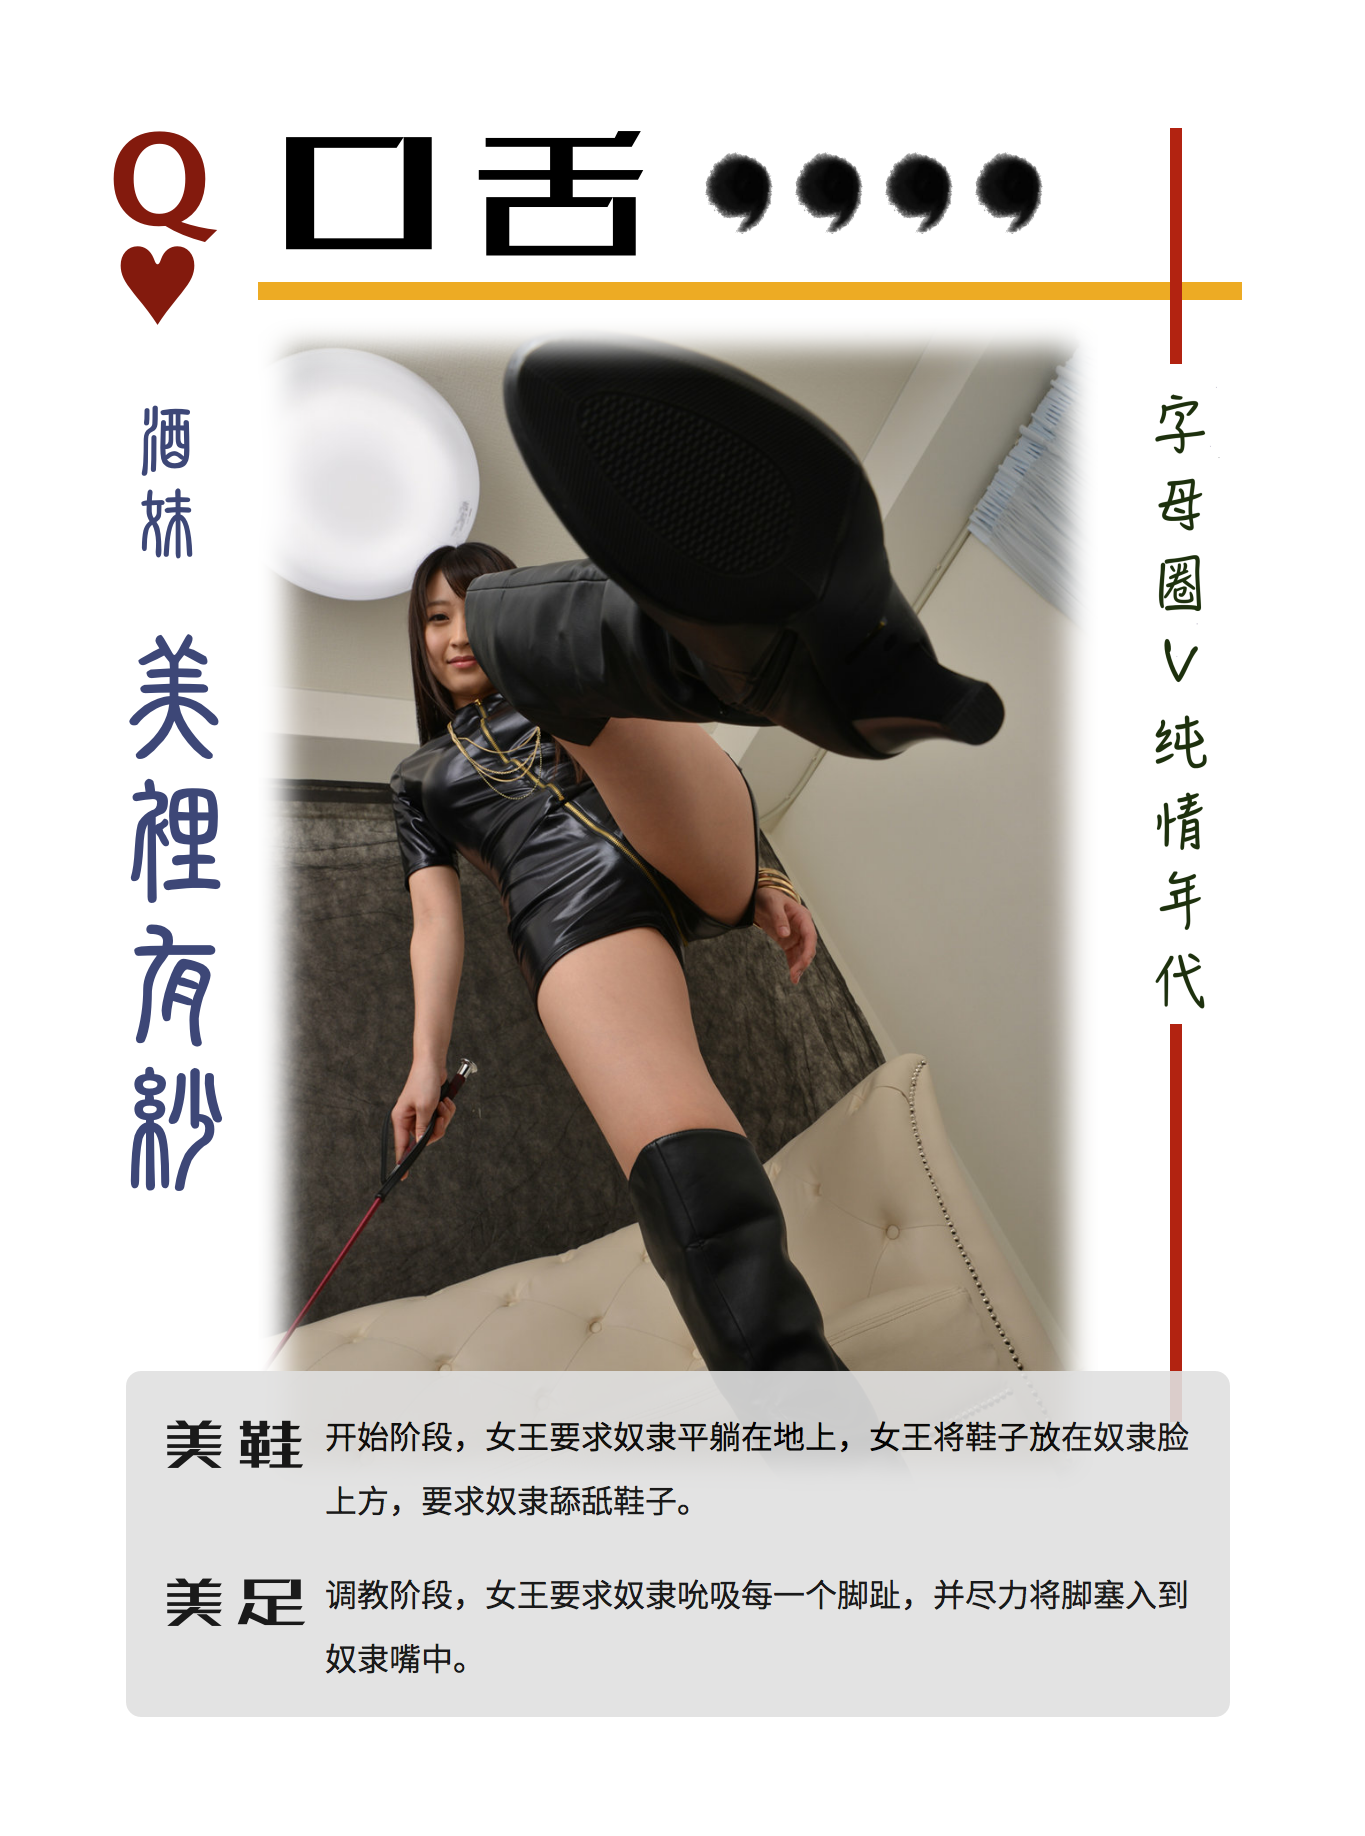 Q
口舌
酒妹
美裡有紗
字母圈V纯情年代
美鞋 开始阶段，女王要求奴隶平躺在地上，女王将鞋子放在奴隶脸
上方，要求奴隶舔舐鞋子。
美足 调教阶段，女王要求奴隶吮吸每一个脚趾，并尽力将脚塞入到
奴隶嘴中。